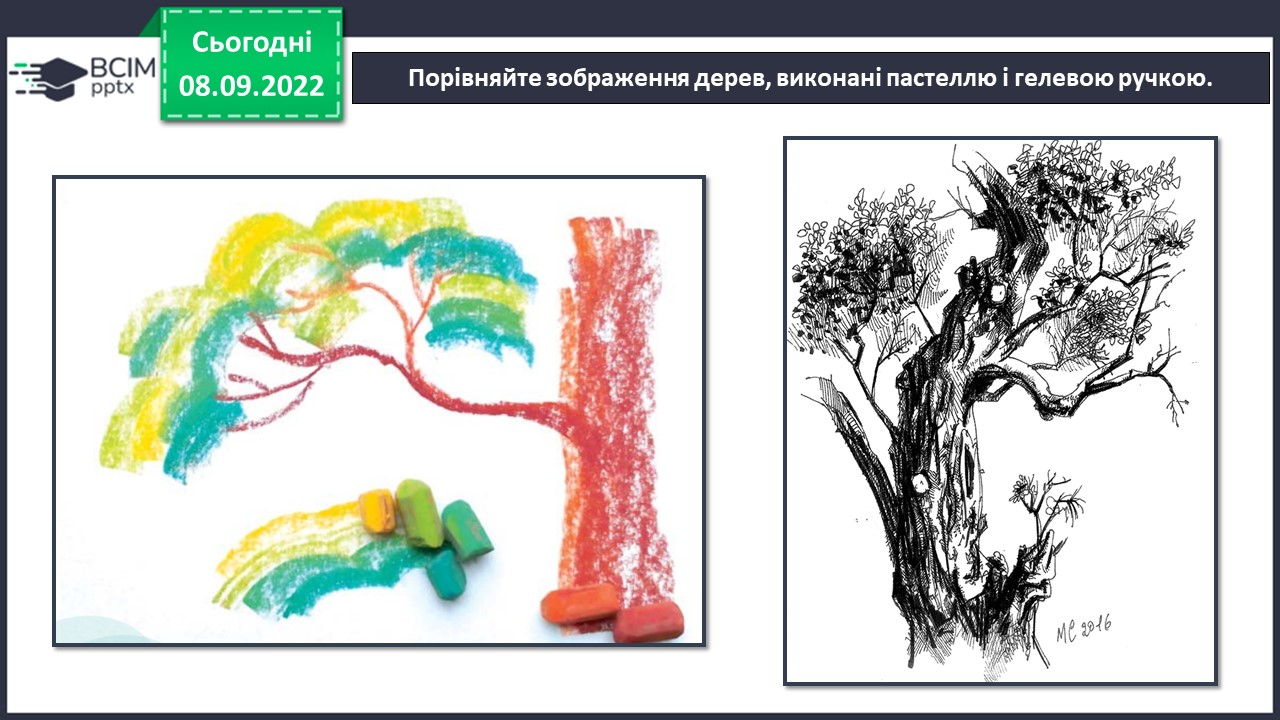 Сьогодні
08.09.2022
ВСІМ
pptx
Порівняйте зображення дерев, виконані пастеллю і гелевою ручкою.
МС 2016